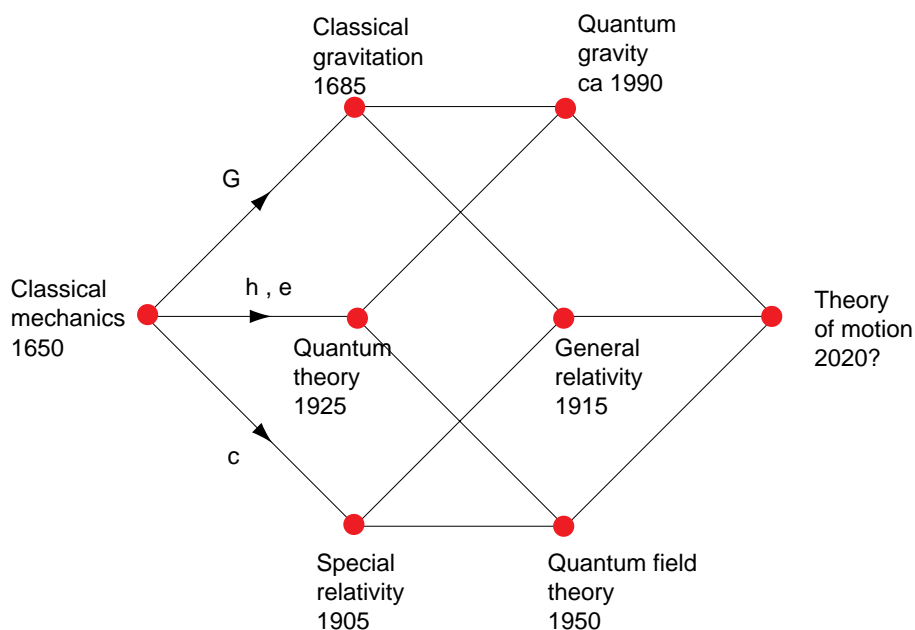 Classical
gravitation
1685
Quantum
gravity
ca 1990
G
Classical
mechanics
1650
h , e
Quantum
theory
1925
General
relativity
1915
Theory
of motion
2020?
c
Special
relativity
1905
Quantum field
theory
1950